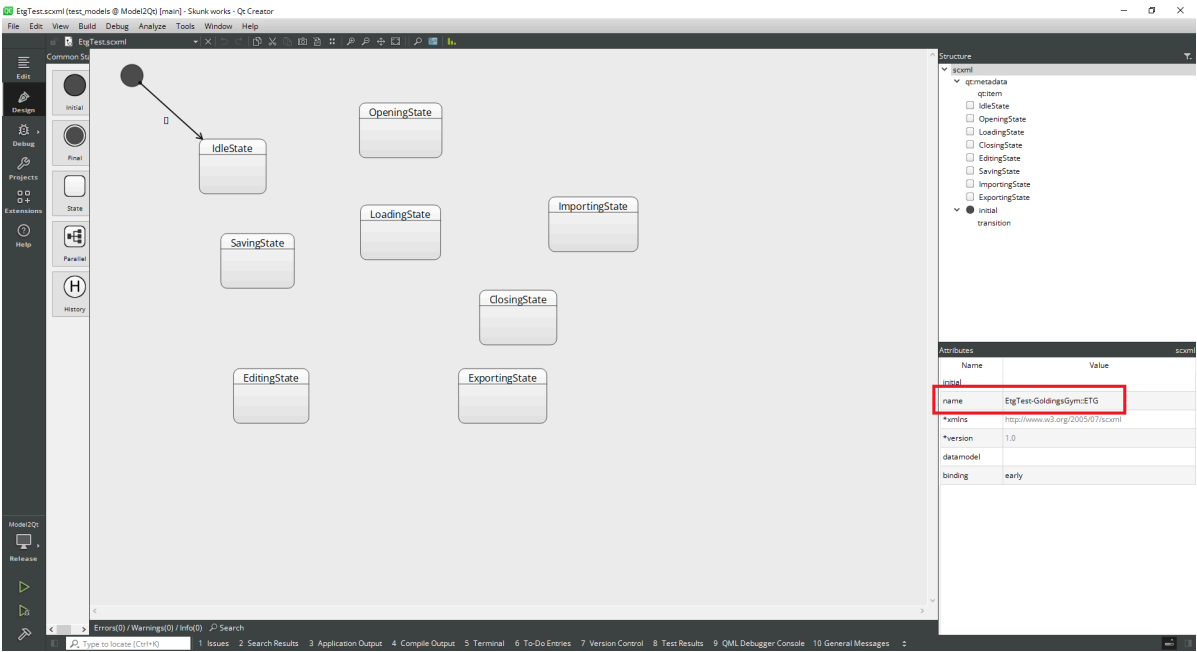 EtgTest.scxml (test_models @ Model2Qt) [main] - Skunk works - Qt Creator
File Edit View Build Debug Analyze Tools Window Help
EtgTest.scxml
Edit
Design
Debug
Projects
Extensions
Help
Model2Qt
Release
Common Sta
Initial
Final
State
Parallel
H
History
IdleState
OpeningState
LoadingState
ImportingState
SavingState
ClosingState
EditingState
ExportingState
Structure
scxml
qt:metadata
qt:item
IdleState
OpeningState
LoadingState
ClosingState
EditingState
SavingState
ImportingState
ExportingState
initial
transition
Attributes scxml
Name Value
initial
name EtgTest-GoldingsGym::ETG
*xmlns http://www.w3.org/2005/07/scxml
*version 1.0
datamodel
binding early
Errors(0) / Warnings(0) / Info(0) Search
Type to locate (Ctrl+K) 1 Issues 2 Search Results 3 Application Output 4 Compile Output 5 Terminal 6 To-Do Entries 7 Version Control 8 Test Results 9 QML Debugger Console 10 General Messages